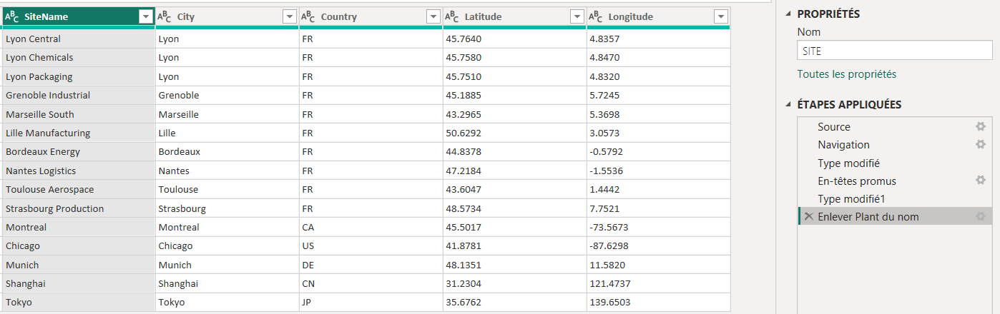 ABC SiteName ABC City ABC Country ABC Latitude ABC Longitude
Lyon Central Lyon FR 45.7640 4.8357
Lyon Chemicals Lyon FR 45.7580 4.8470
Lyon Packaging Lyon FR 45.7510 4.8320
Grenoble Industrial Grenoble FR 45.1885 5.7245
Marseille South Marseille FR 43.2965 5.3698
Lille Manufacturing Lille FR 50.6292 3.0573
Bordeaux Energy Bordeaux FR 44.8378 -0.5792
Nantes Logistics Nantes FR 47.2184 -1.5536
Toulouse Aerospace Toulouse FR 43.6047 1.4442
Strasbourg Production Strasbourg FR 48.5734 7.7521
Montreal Montreal CA 45.5017 -73.5673
Chicago Chicago US 41.8781 -87.6298
Munich Munich DE 48.1351 11.5820
Shanghai Shanghai CN 31.2304 121.4737
Tokyo Tokyo JP 35.6762 139.6503
PROPRIÉTÉS
Nom
SITE
Toutes les propriétés
ÉTAPES APPLIQUÉES
Source
Navigation
Type modifié
En-têtes promus
Type modifié1
Enlever Plant du nom